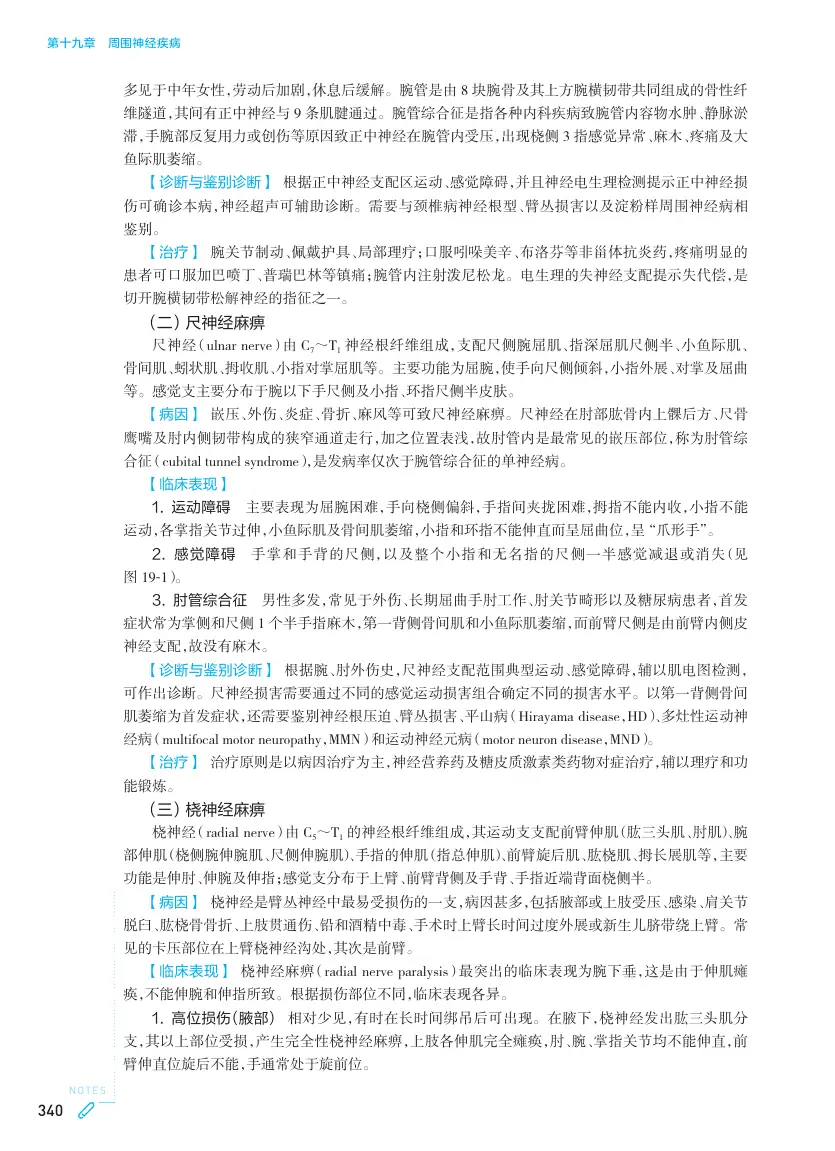 第十九章 周围神经疾病
多见于中年女性,劳动后加剧,休息后缓解。腕管是由 8 块腕骨及其上方腕横韧带共同组成的骨性纤
维隧道,其间有正中神经与 9 条肌腱通过。腕管综合征是指各种内科疾病致腕管内容物水肿、静脉淤
滞,手腕部反复用力或创伤等原因致正中神经在腕管内受压,出现桡侧 3 指感觉异常、麻木、疼痛及大
鱼际肌萎缩。
【诊断与鉴别诊断】 根据正中神经支配区运动、感觉障碍,并且神经电生理检测提示正中神经损
伤可确诊本病,神经超声可辅助诊断。需要与颈椎病神经根型、臂丛损害以及淀粉样周围神经病相
鉴别。
【治疗】 腕关节制动、佩戴护具、局部理疗;口服吲哚美辛、布洛芬等非甾体抗炎药,疼痛明显的
患者可口服加巴喷丁、普瑞巴林等镇痛;腕管内注射泼尼松龙。电生理的失神经支配提示失代偿,是
切开腕横韧带松解神经的指征之一。
(二)尺神经麻痹
尺神经(ulnar nerve)由 C₇～T₁ 神经根纤维组成,支配尺侧腕屈肌、指深屈肌尺侧半、小鱼际肌、
骨间肌、蚓状肌、拇收肌、小指对掌屈肌等。主要功能为屈腕,使手向尺侧倾斜,小指外展、对掌及屈曲
等。感觉支主要分布于腕以下手尺侧及小指、环指尺侧半皮肤。
【病因】 嵌压、外伤、炎症、骨折、麻风等可致尺神经麻痹。尺神经在肘部肱骨内上髁后方、尺骨
鹰嘴及肘内侧韧带构成的狭窄通道走行,加之位置表浅,故肘管内是最常见的嵌压部位,称为肘管综
合征(cubital tunnel syndrome),是发病率仅次于腕管综合征的单神经病。
【临床表现】
1. 运动障碍 主要表现为屈腕困难,手向桡侧偏斜,手指间夹拢困难,拇指不能内收,小指不能
运动,各掌指关节过伸,小鱼际肌及骨间肌萎缩,小指和环指不能伸直而呈屈曲位,呈“爪形手”。
2. 感觉障碍 手掌和手背的尺侧,以及整个小指和无名指的尺侧一半感觉减退或消失(见
图 19-1)。
3. 肘管综合征 男性多发,常见于外伤、长期屈曲手肘工作、肘关节畸形以及糖尿病患者,首发
症状常为掌侧和尺侧 1 个半手指麻木,第一背侧骨间肌和小鱼际肌萎缩,而前臂尺侧是由前臂内侧皮
神经支配,故没有麻木。
【诊断与鉴别诊断】 根据腕、肘外伤史,尺神经支配范围典型运动、感觉障碍,辅以肌电图检测,
可作出诊断。尺神经损害需要通过不同的感觉运动损害组合确定不同的损害水平。以第一背侧骨间
肌萎缩为首发症状,还需要鉴别神经根压迫、臂丛损害、平山病(Hirayama disease,HD)、多灶性运动神
经病(multifocal motor neuropathy,MMN)和运动神经元病(motor neuron disease,MND)。
【治疗】 治疗原则是以病因治疗为主,神经营养药及糖皮质激素类药物对症治疗,辅以理疗和功
能锻炼。
(三)桡神经麻痹
桡神经(radial nerve)由 C₅～T₁ 的神经根纤维组成,其运动支支配前臂伸肌(肱三头肌、肘肌)、腕
部伸肌(桡侧腕伸腕肌、尺侧伸腕肌)、手指的伸肌(指总伸肌)、前臂旋后肌、肱桡肌、拇长展肌等,主要
功能是伸肘、伸腕及伸指;感觉支分布于上臂、前臂背侧及手背、手指近端背面桡侧半。
【病因】 桡神经是臂丛神经中最易受损伤的一支,病因甚多,包括腋部或上肢受压、感染、肩关节
脱臼、肱桡骨骨折、上肢贯通伤、铅和酒精中毒、手术时上臂长时间过度外展或新生儿脐带绕上臂。常
见的卡压部位在上臂桡神经沟处,其次是前臂。
【临床表现】 桡神经麻痹(radial nerve paralysis)最突出的临床表现为腕下垂,这是由于伸肌瘫
痪,不能伸腕和伸指所致。根据损伤部位不同,临床表现各异。
1. 高位损伤(腋部) 相对少见,有时在长时间绑吊后可出现。在腋下,桡神经发出肱三头肌分
支,其以上部位受损,产生完全性桡神经麻痹,上肢各伸肌完全瘫痪,肘、腕、掌指关节均不能伸直,前
臂伸直位旋后不能,手通常处于旋前位。
NOTES
340